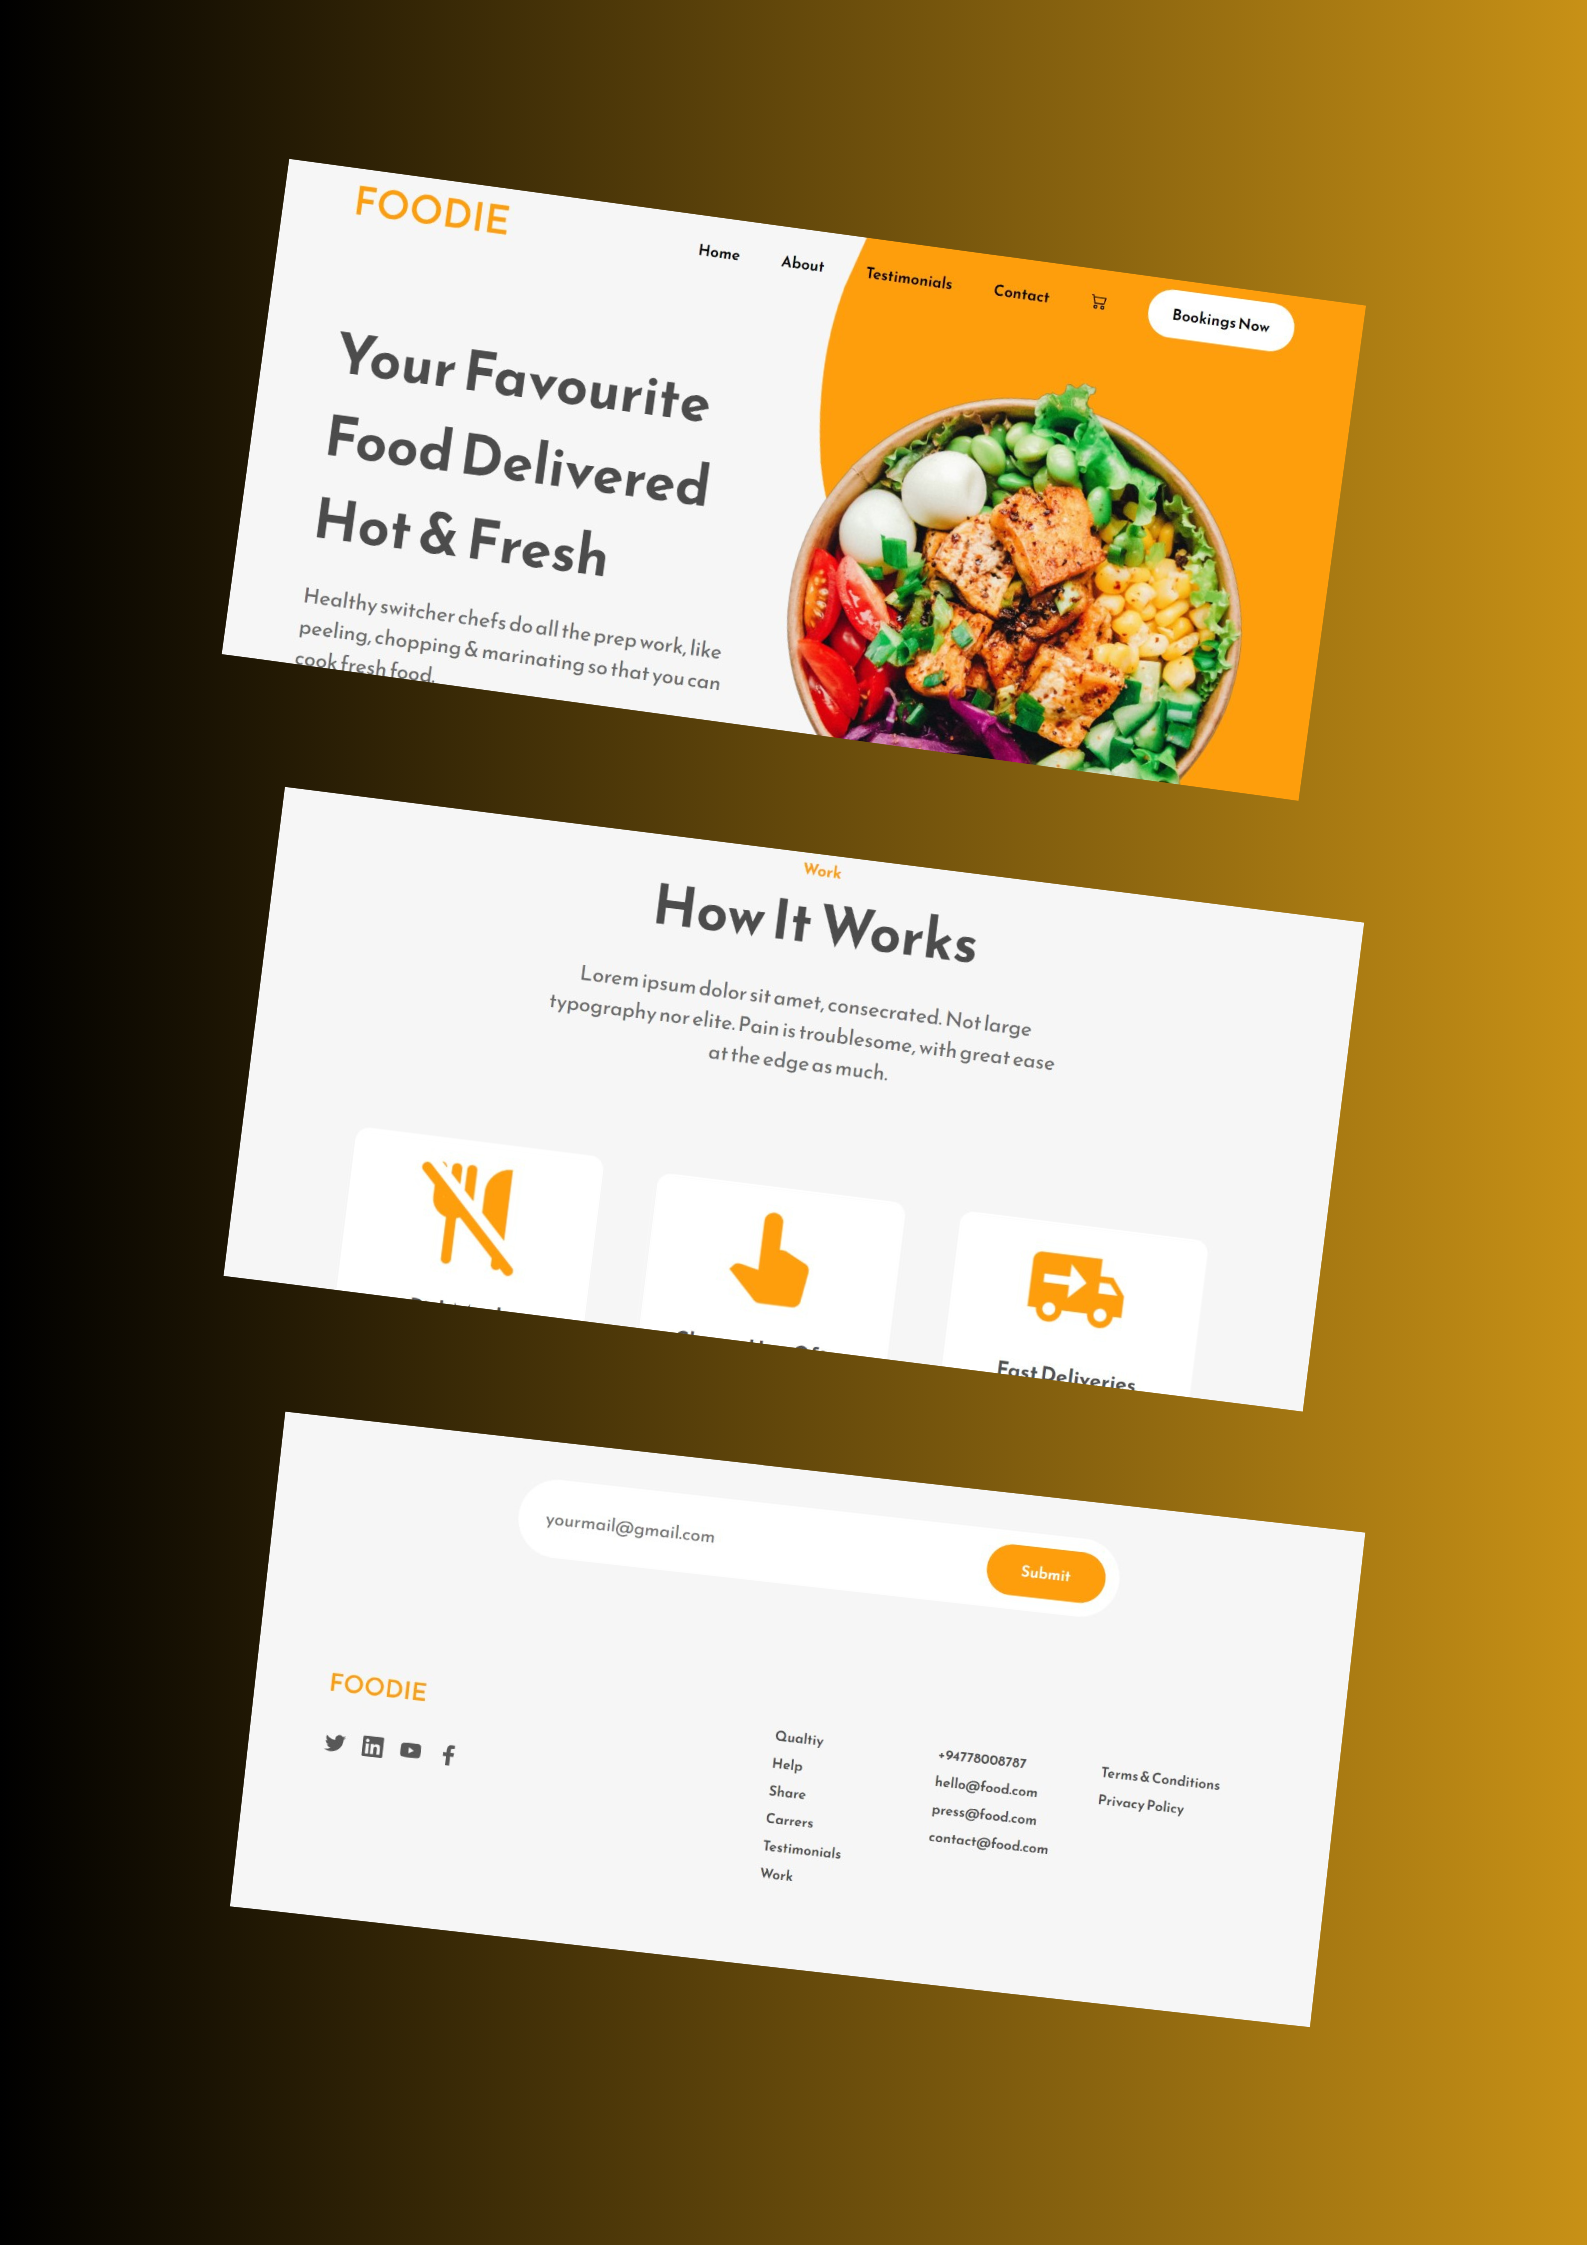 FOODIE
Home About Testimonials Contact Bookings Now
Your Favourite
Food Delivered
Hot & Fresh
Healthy switcher chefs do all the prep work, like
peeling, chopping & marinating so that you can
cook fresh food.
Work
How It Works
Lorem ipsum dolor sit amet, consecrated. Not large
typography nor elite. Pain is troublesome, with great ease
at the edge as much.
Fast Deliveries
yourmail@gmail.com
Submit
FOODIE
Qualtiy
Help
Share
Carrers
Testimonials
Work
+94778008787
hello@food.com
press@food.com
contact@food.com
Terms & Conditions
Privacy Policy